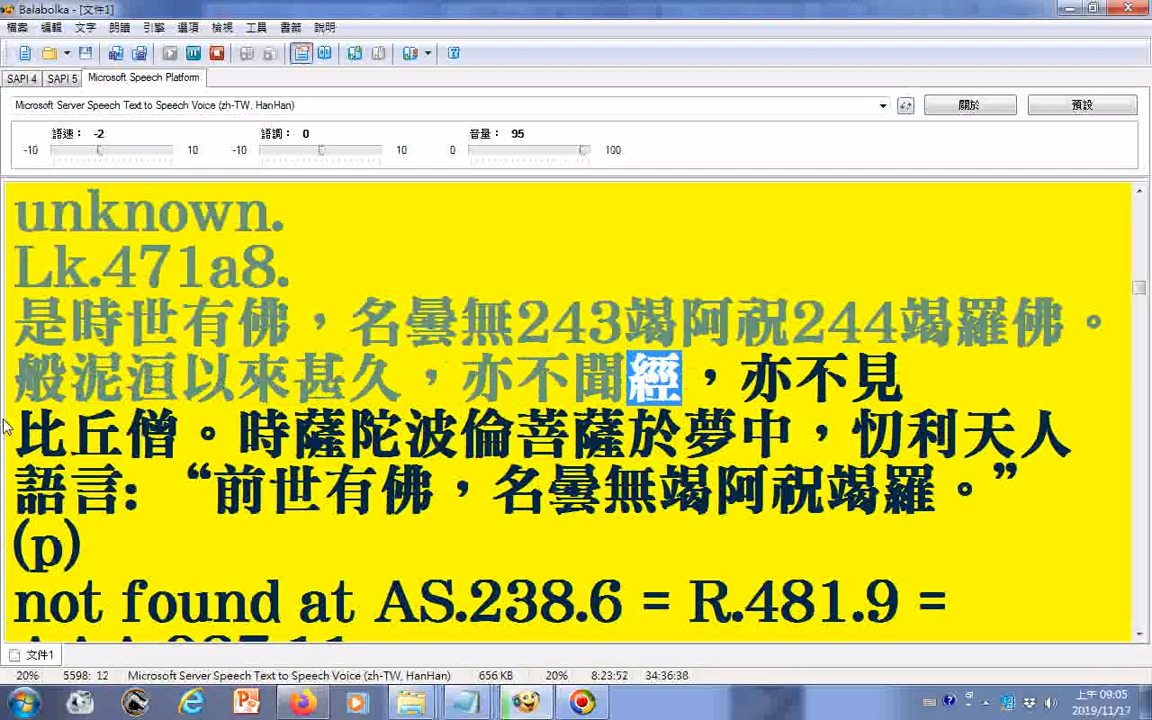 Balabolka - [文件1]
檔案 編輯 文字 朗讀 引擎 選項 檢視 工具 書籤 說明
SAPI 4 SAPI 5 Microsoft Speech Platform
Microsoft Server Speech Text to Speech Voice (zh-TW, HanHan) 關於 預設
語速： -2 語調： 0 音量： 95
-10 10 -10 10 0 100
unknown.
Lk.471a8.
是時世有佛，名曇無243竭阿祝244竭羅佛。
般泥洹以來甚久，亦不聞經，亦不見
比丘僧。時薩陀波倫菩薩於夢中，忉利天人
語言: “前世有佛，名曇無竭阿祝竭羅。”
(p)
not found at AS.238.6 = R.481.9 =
文件1
20% 5598: 12 Microsoft Server Speech Text to Speech Voice (zh-TW, HanHan) 656 KB 20% 8:23:52 34:36:38
上午 09:05
2019/11/17